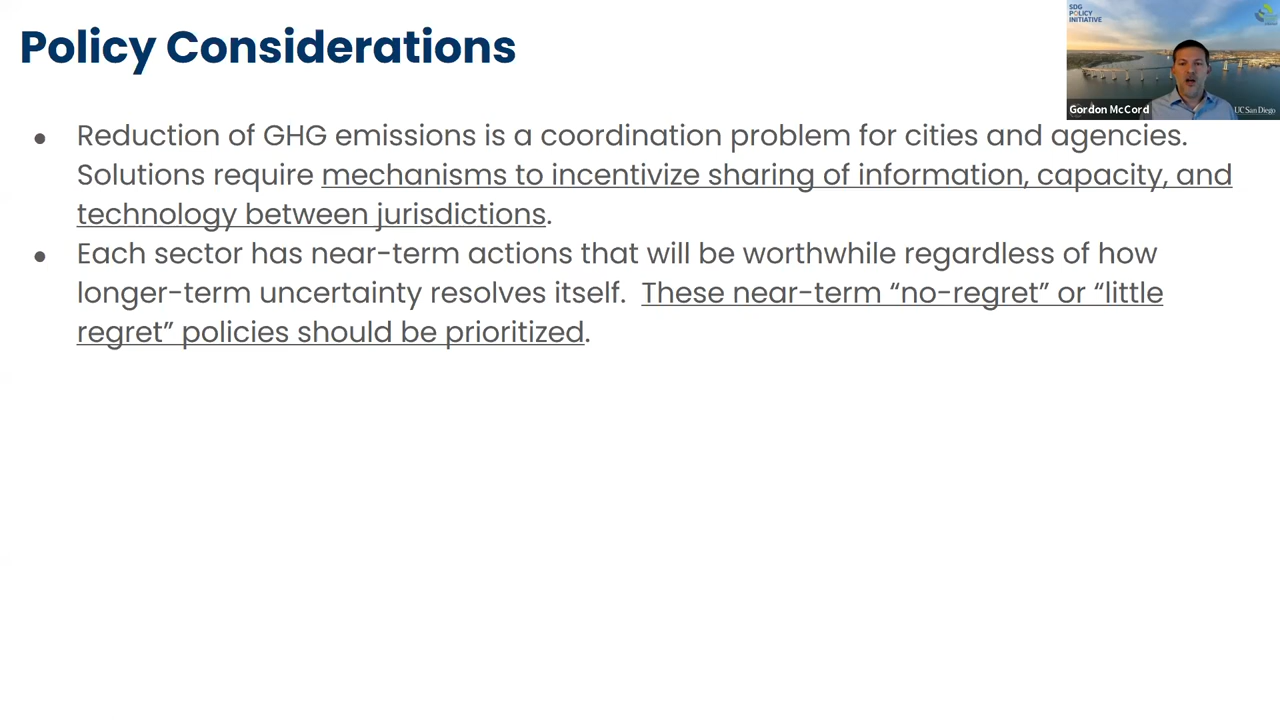 Policy Considerations
SDG
POLICY
INITIATIVE
Gordon McCord
UC San Diego
● Reduction of GHG emissions is a coordination problem for cities and agencies.
Solutions require mechanisms to incentivize sharing of information, capacity, and
technology between jurisdictions.
● Each sector has near-term actions that will be worthwhile regardless of how
longer-term uncertainty resolves itself. These near-term “no-regret” or “little
regret” policies should be prioritized.